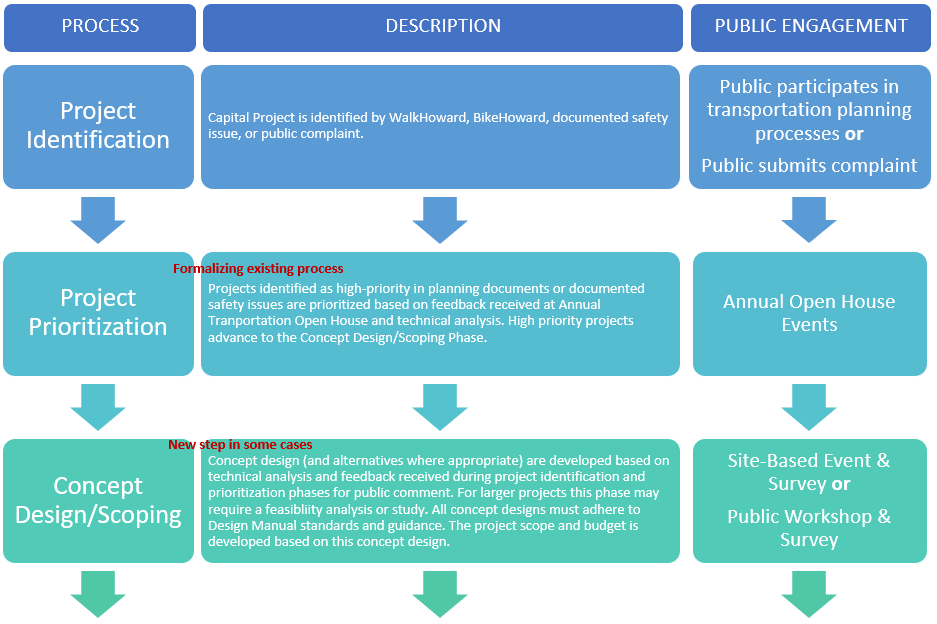 PROCESS
DESCRIPTION
PUBLIC ENGAGEMENT
Project
Identification
Capital Project is identified by WalkHoward, BikeHoward, documented safety
issue, or public complaint.
Public participates in
transportation planning
processes or
Public submits complaint
Project
Prioritization
Formalizing existing process
Projects identified as high-priority in planning documents or documented
safety issues are prioritized based on feedback received at Annual
Tranportation Open House and technical analysis. High priority projects
advance to the Concept Design/Scoping Phase.
Annual Open House
Events
Concept
Design/Scoping
New step in some cases
Concept design (and alternatives where appropriate) are developed based on
technical analysis and feedback received during project identification and
prioritization phases for public comment. For larger projects this phase may
require a feasibliity analysis or study. All concept designs must adhere to
Design Manual standards and guidance. The project scope and budget is
developed based on this concept design.
Site-Based Event &
Survey or
Public Workshop &
Survey